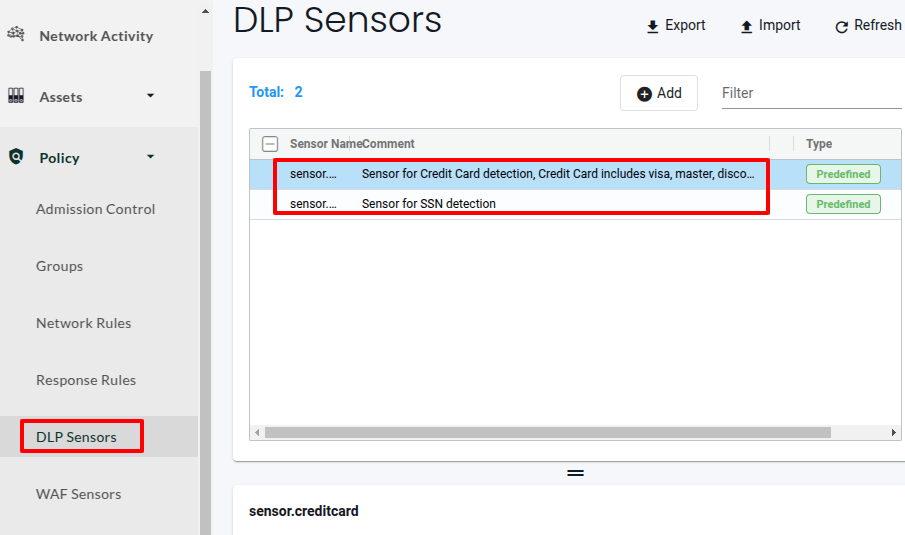 DLP Sensors
Export
Import
Refresh
Network Activity
Assets
Policy
Admission Control
Groups
Network Rules
Response Rules
DLP Sensors
WAF Sensors
Total: 2
Add
Filter
Sensor Name Comment Type
sensor.... Sensor for Credit Card detection, Credit Card includes visa, master, disco... Predefined
sensor.... Sensor for SSN detection Predefined
sensor.creditcard